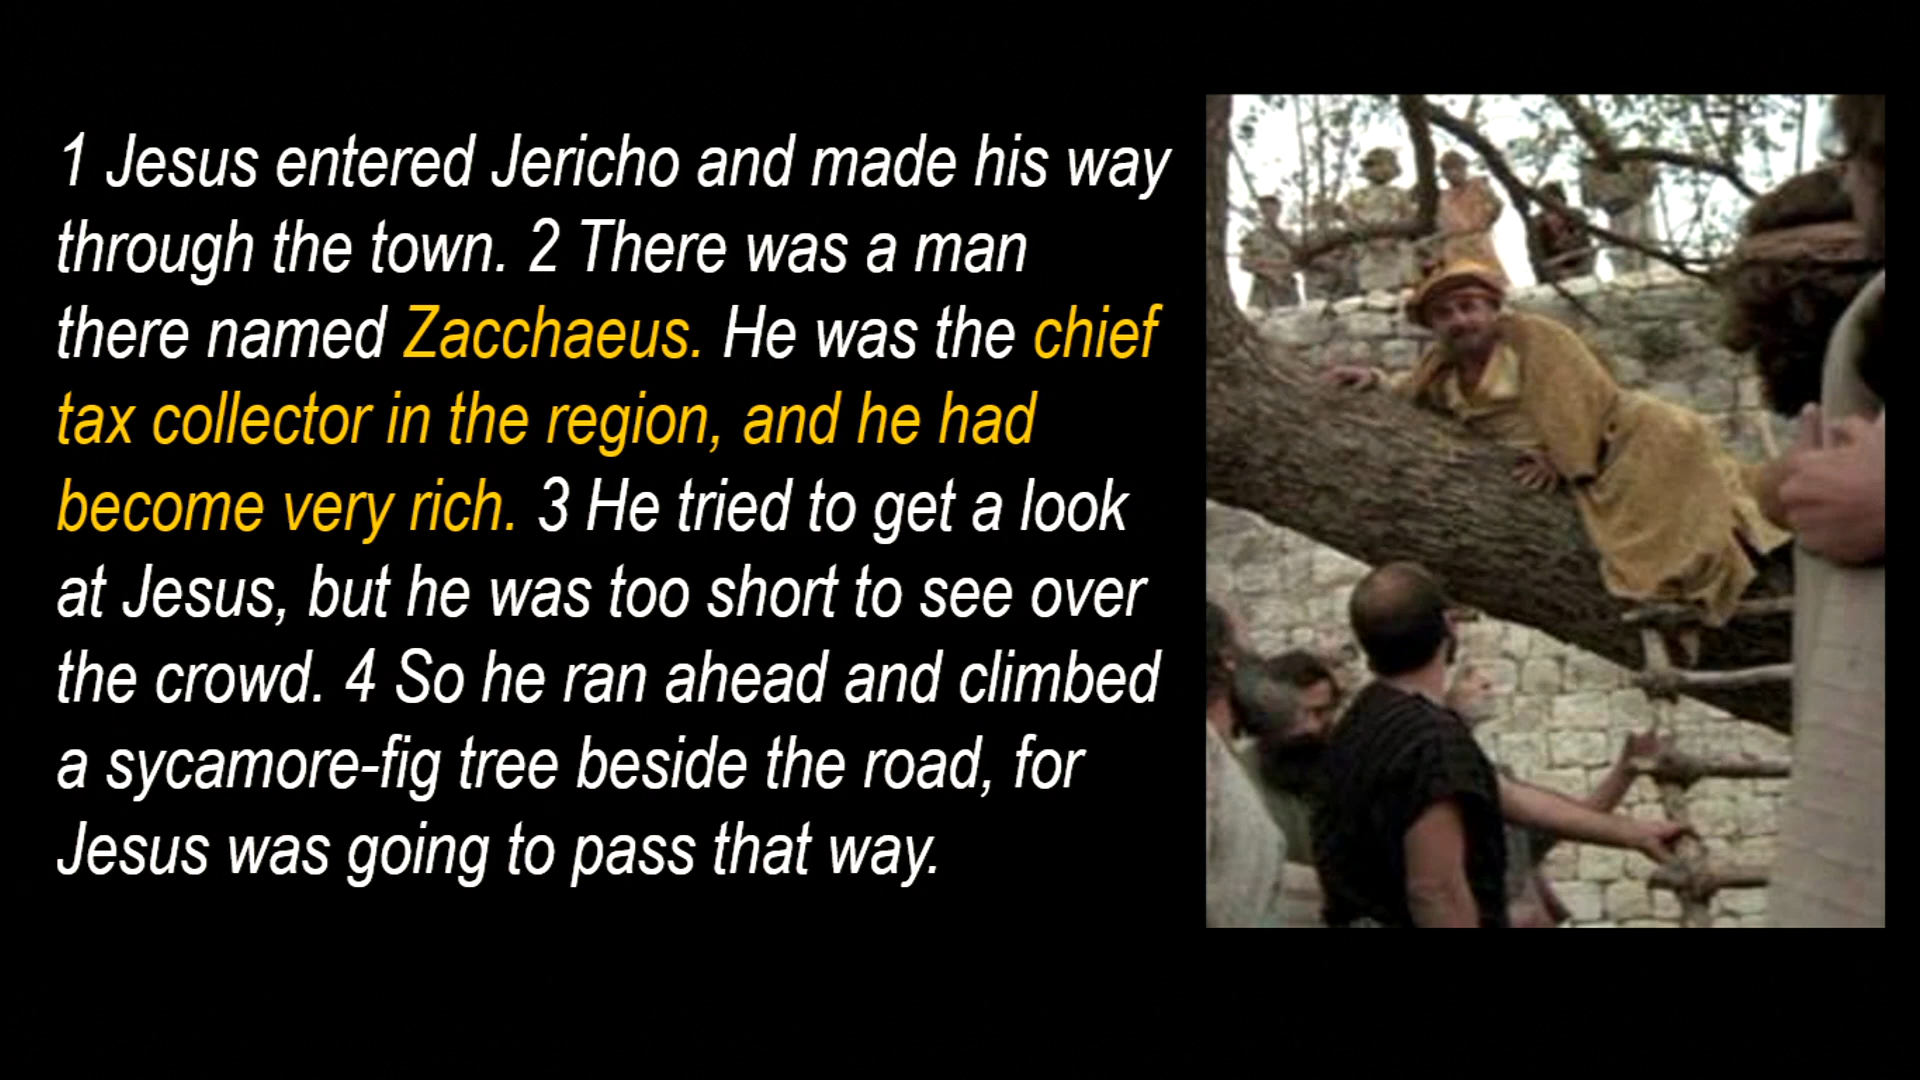 1 Jesus entered Jericho and made his way
through the town. 2 There was a man
there named Zacchaeus. He was the chief
tax collector in the region, and he had
become very rich. 3 He tried to get a look
at Jesus, but he was too short to see over
the crowd. 4 So he ran ahead and climbed
a sycamore-fig tree beside the road, for
Jesus was going to pass that way.